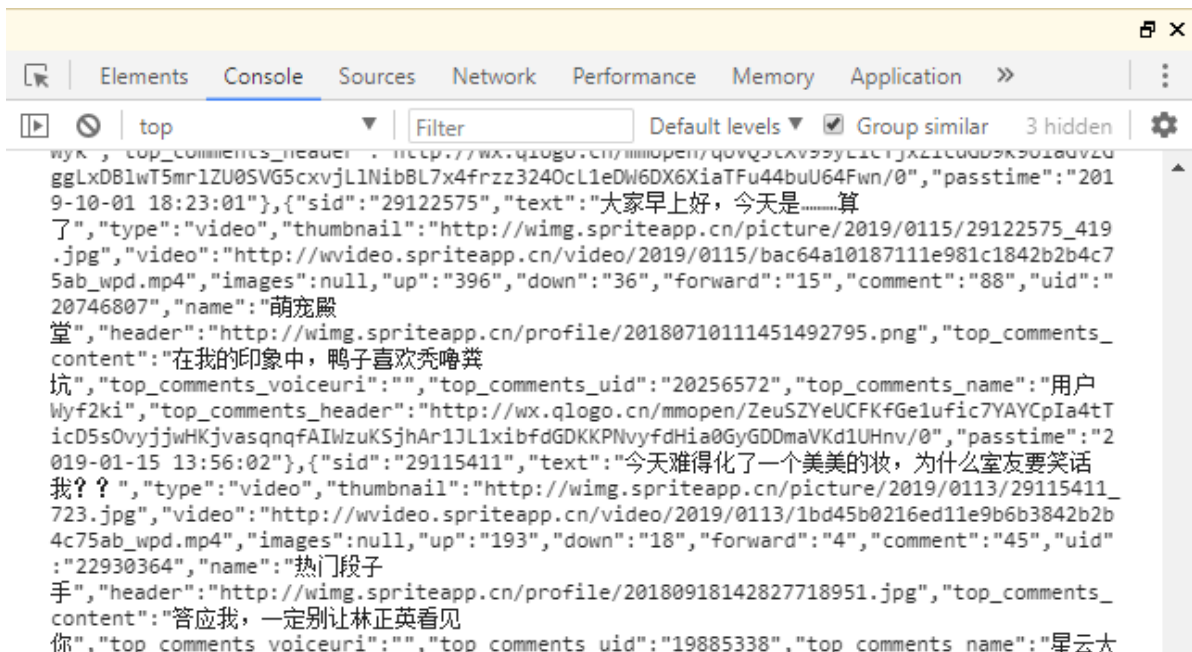 Elements Console Sources Network Performance Memory Application »
top ▼ Filter Default levels ▼ Group similar 3 hidden
ggLxDBlwT5mrlZU0SVG5cxvjLlNibBL7x4frzz324OcL1eDW6DX6XiaTFu44buU64Fwn/0","passtime":"201
9-10-01 18:23:01"},{"sid":"29122575","text":"大家早上好，今天是………算
了","type":"video","thumbnail":"http://wimg.spriteapp.cn/picture/2019/0115/29122575_419
.jpg","video":"http://wvideo.spriteapp.cn/video/2019/0115/bac64a10187111e981c1842b2b4c7
5ab_wpd.mp4","images":null,"up":"396","down":"36","forward":"15","comment":"88","uid":"
20746807","name":"萌宠殿
堂","header":"http://wimg.spriteapp.cn/profile/20180710111451492795.png","top_comments_
content":"在我的印象中，鸭子喜欢秃噜粪
坑","top_comments_voiceuri":"","top_comments_uid":"20256572","top_comments_name":"用户
Wyf2ki","top_comments_header":"http://wx.qlogo.cn/mmopen/ZeuSZYeUCFKfGe1ufic7YAYCpIa4tT
icD5sOvyjjwHKjvasqnqfAIWzuKSjhAr1JL1xibfdGDKKPNvyfdHia0GyGDDmaVKd1UHnv/0","passtime":"2
019-01-15 13:56:02"},{"sid":"29115411","text":"今天难得化了一个美美的妆，为什么室友要笑话
我？？","type":"video","thumbnail":"http://wimg.spriteapp.cn/picture/2019/0113/29115411_
723.jpg","video":"http://wvideo.spriteapp.cn/video/2019/0113/1bd45b0216ed11e9b6b3842b2b
4c75ab_wpd.mp4","images":null,"up":"193","down":"18","forward":"4","comment":"45","uid"
:"22930364","name":"热门段子
手","header":"http://wimg.spriteapp.cn/profile/20180918142827718951.jpg","top_comments_
content":"答应我，一定别让林正英看见
你","top_comments_voiceuri":"","top_comments_uid":"19885338","top_comments_name":"星云大